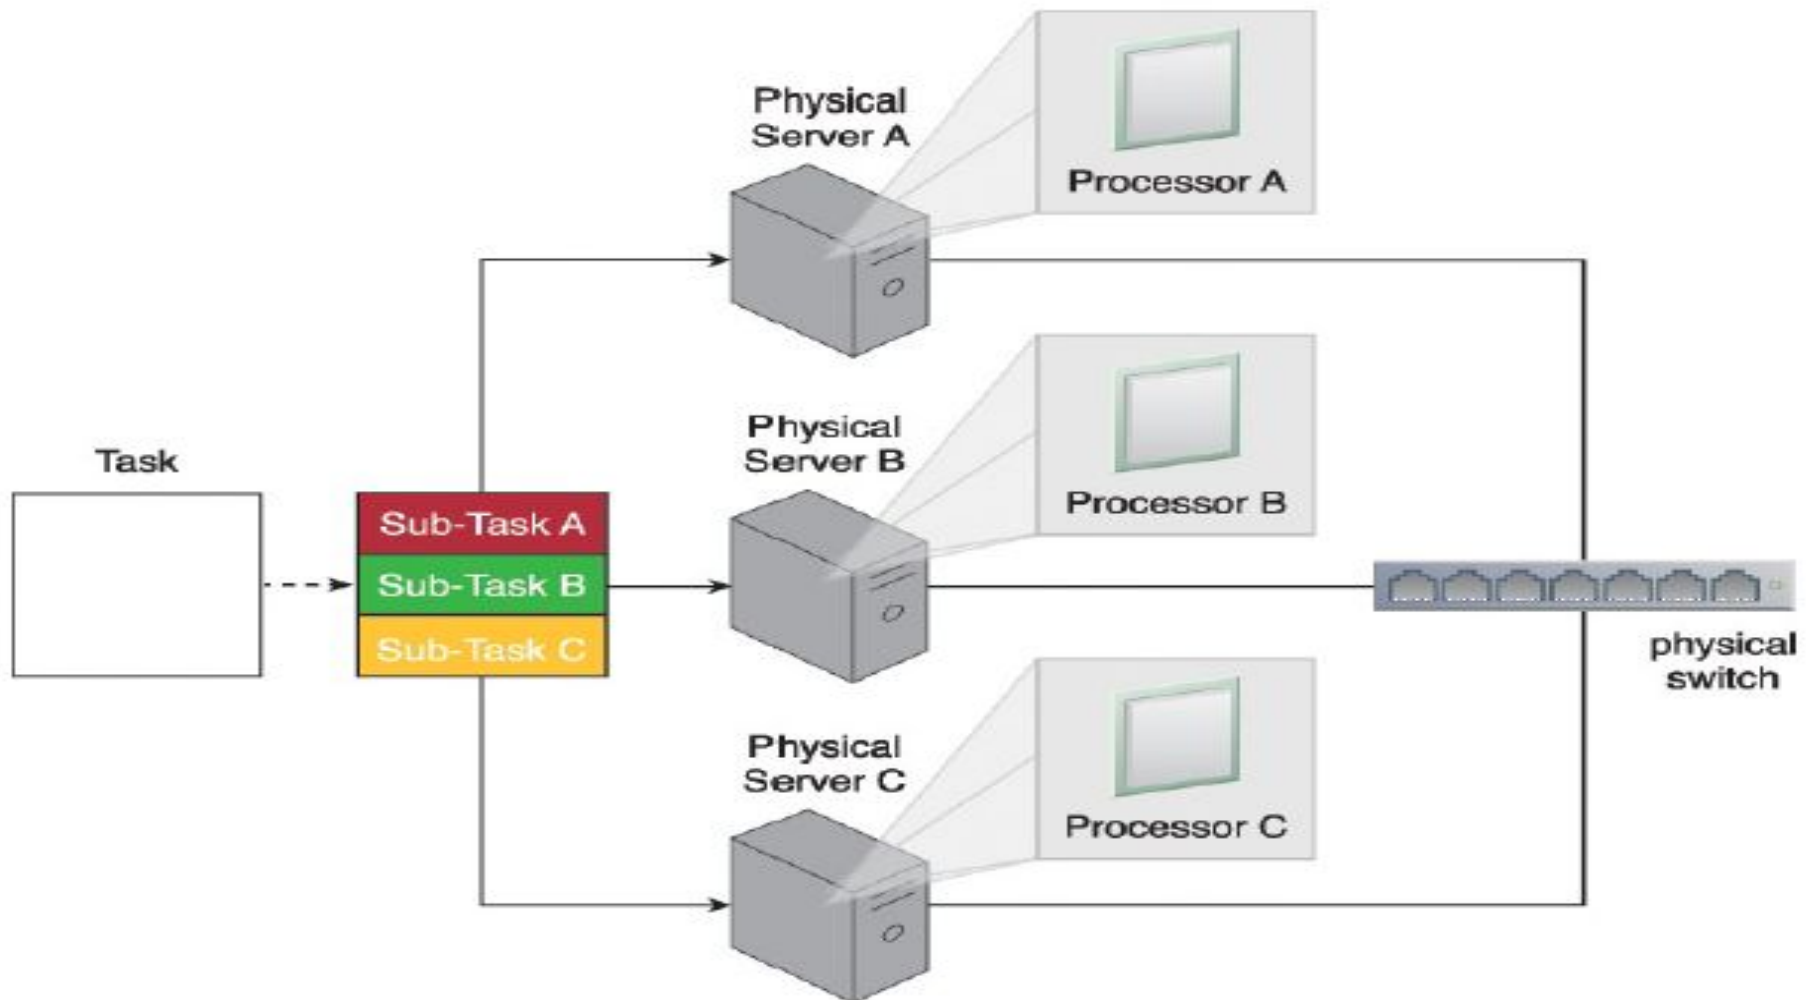 Physical
Server A
Processor A
Physical
Server B
Processor B
Task
Sub-Task A
Sub-Task B
Sub-Task C
physical
switch
Physical
Server C
Processor C